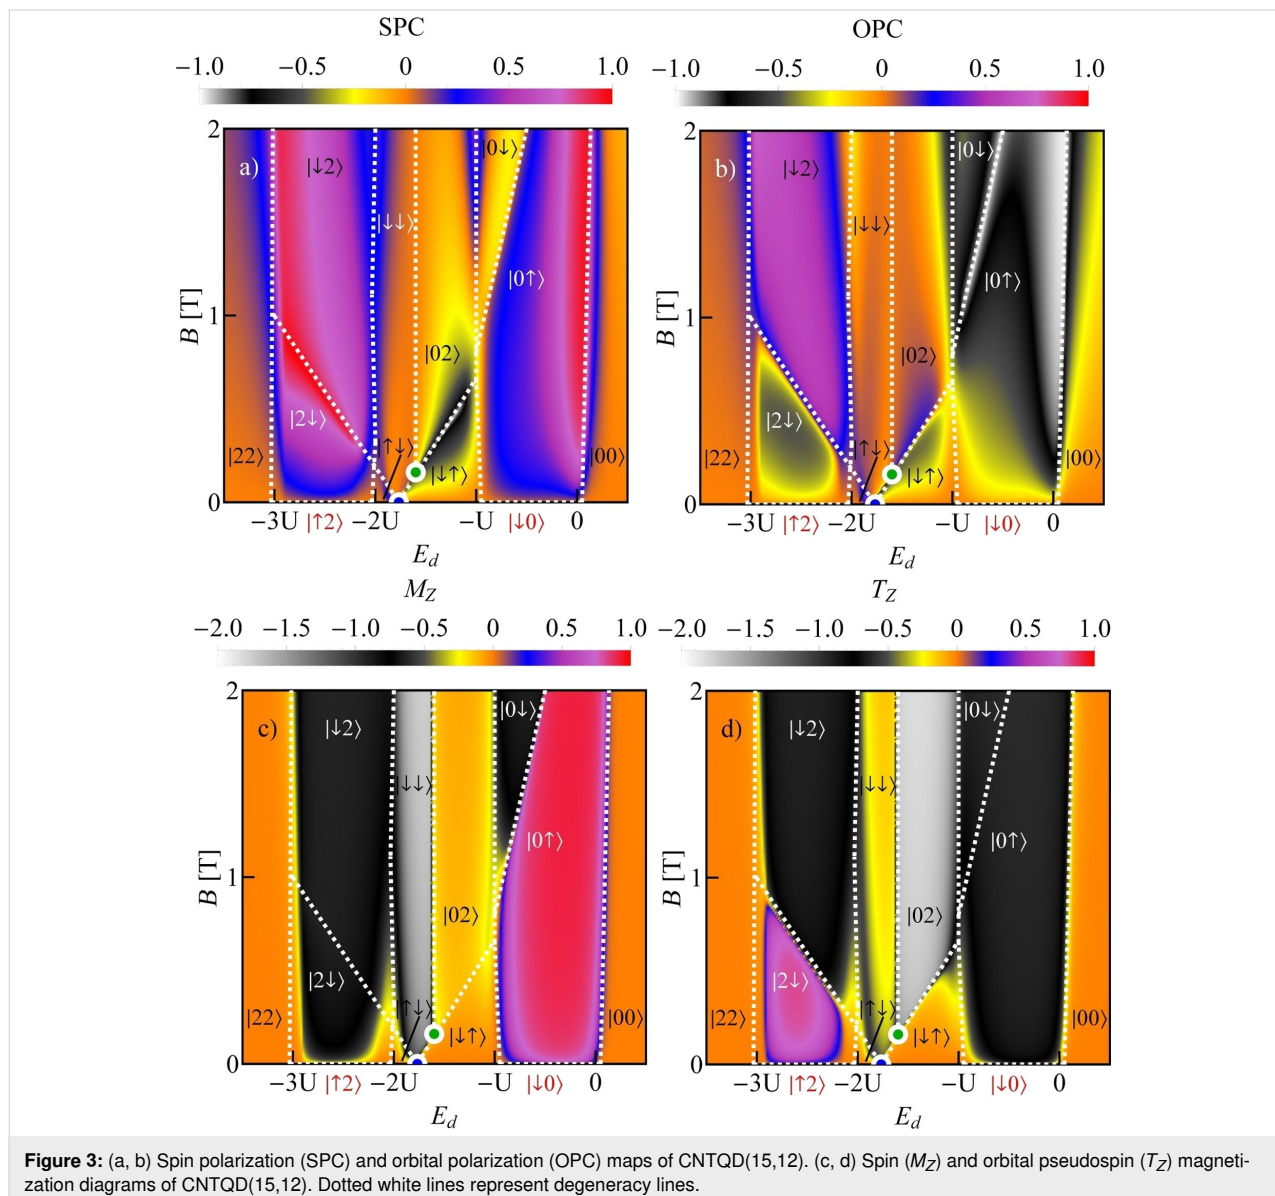 SPC
OPC
−1.0 −0.5 0 0.5 1.0
−1.0 −0.5 0 0.5 1.0
2
a)
|↓2⟩
|0↓⟩
|↓↓⟩
|0↑⟩
1
B [T]
|02⟩
|2↓⟩
|↑↓⟩
|22⟩
|↓↑⟩
|00⟩
0
−3U |↑2⟩ −2U −U |↓0⟩ 0
E_d
2
b)
|↓2⟩
|0↓⟩
|↓↓⟩
|0↑⟩
1
B [T]
|02⟩
|2↓⟩
|↑↓⟩
|22⟩
|↓↑⟩
|00⟩
0
−3U |↑2⟩ −2U −U |↓0⟩ 0
E_d
M_Z
T_Z
−2.0 −1.5 −1.0 −0.5 0 0.5 1.0
−2.0 −1.5 −1.0 −0.5 0 0.5 1.0
2
c)
|↓2⟩
|0↓⟩
|↓↓⟩
|0↑⟩
1
B [T]
|02⟩
|2↓⟩
|↑↓⟩
|22⟩
|↓↑⟩
|00⟩
0
−3U |↑2⟩ −2U −U |↓0⟩ 0
E_d
2
d)
|↓2⟩
|0↓⟩
|↓↓⟩
|0↑⟩
1
B [T]
|02⟩
|2↓⟩
|↑↓⟩
|22⟩
|↓↑⟩
|00⟩
0
−3U |↑2⟩ −2U −U |↓0⟩ 0
E_d
Figure 3: (a, b) Spin polarization (SPC) and orbital polarization (OPC) maps of CNTQD(15,12). (c, d) Spin (M_Z) and orbital pseudospin (T_Z) magneti-
zation diagrams of CNTQD(15,12). Dotted white lines represent degeneracy lines.